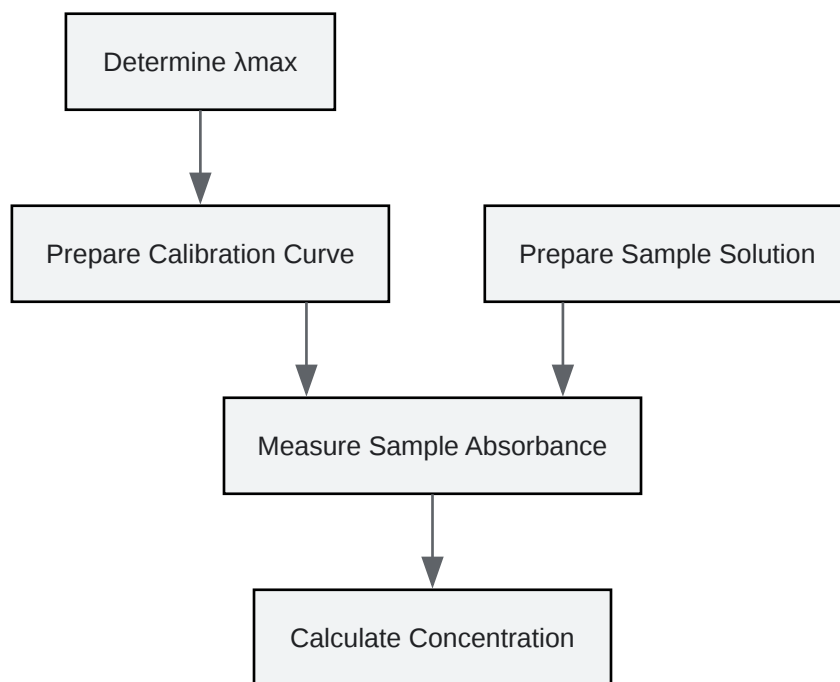 Determine λmax
Prepare Calibration Curve
Prepare Sample Solution
Measure Sample Absorbance
Calculate Concentration